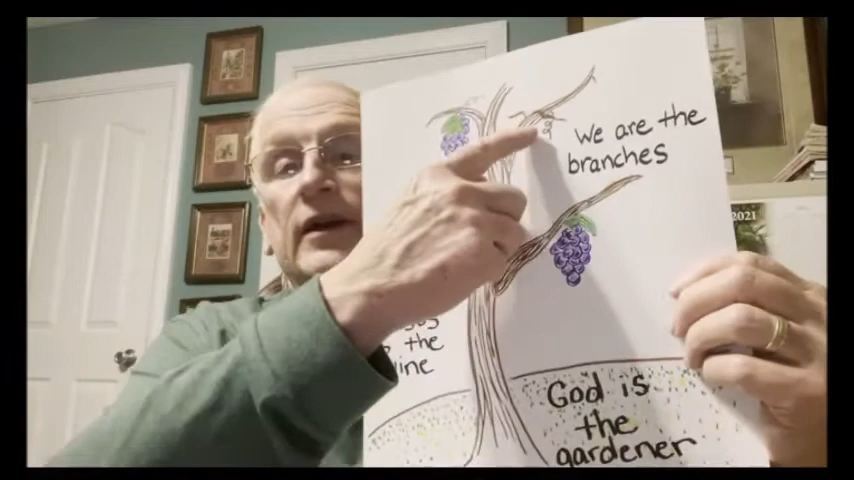 We are the
branches
the
ine
God is
the
gardener
2021